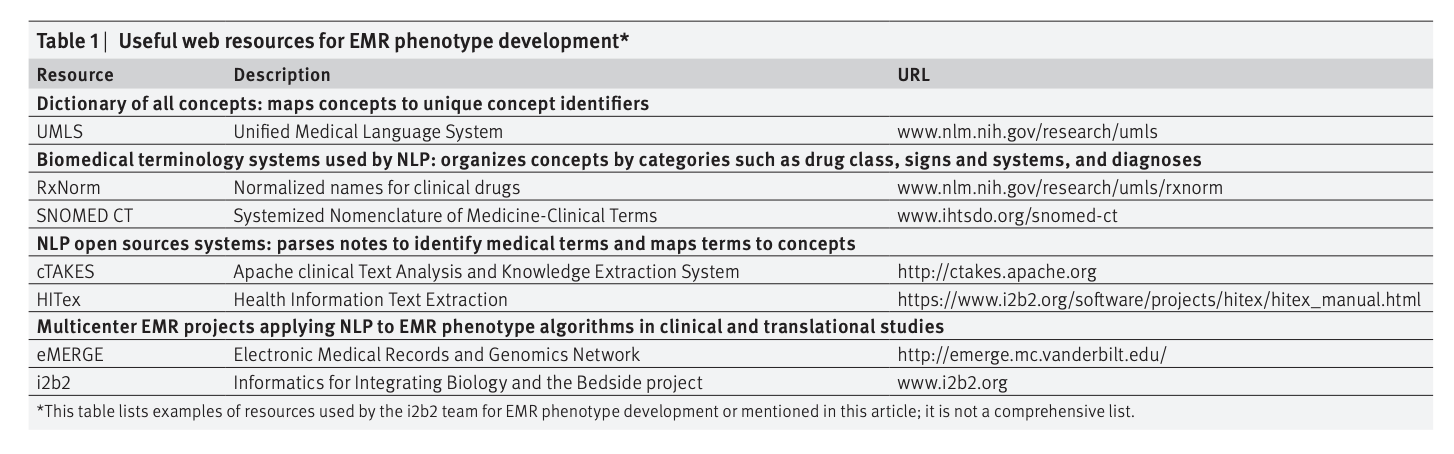 Table 1| Useful web resources for EMR phenotype development*
Resource Description URL
Dictionary of all concepts: maps concepts to unique concept identifiers
UMLS Unified Medical Language System www.nlm.nih.gov/research/umls
Biomedical terminology systems used by NLP: organizes concepts by categories such as drug class, signs and systems, and diagnoses
RxNorm Normalized names for clinical drugs www.nlm.nih.gov/research/umls/rxnorm
SNOMED CT Systemized Nomenclature of Medicine-Clinical Terms www.ihtsdo.org/snomed-ct
NLP open sources systems: parses notes to identify medical terms and maps terms to concepts
cTAKES Apache clinical Text Analysis and Knowledge Extraction System http://ctakes.apache.org
HITex Health Information Text Extraction https://www.i2b2.org/software/projects/hitex/hitex_manual.html
Multicenter EMR projects applying NLP to EMR phenotype algorithms in clinical and translational studies
eMERGE Electronic Medical Records and Genomics Network http://emerge.mc.vanderbilt.edu/
i2b2 Informatics for Integrating Biology and the Bedside project www.i2b2.org
*This table lists examples of resources used by the i2b2 team for EMR phenotype development or mentioned in this article; it is not a comprehensive list.